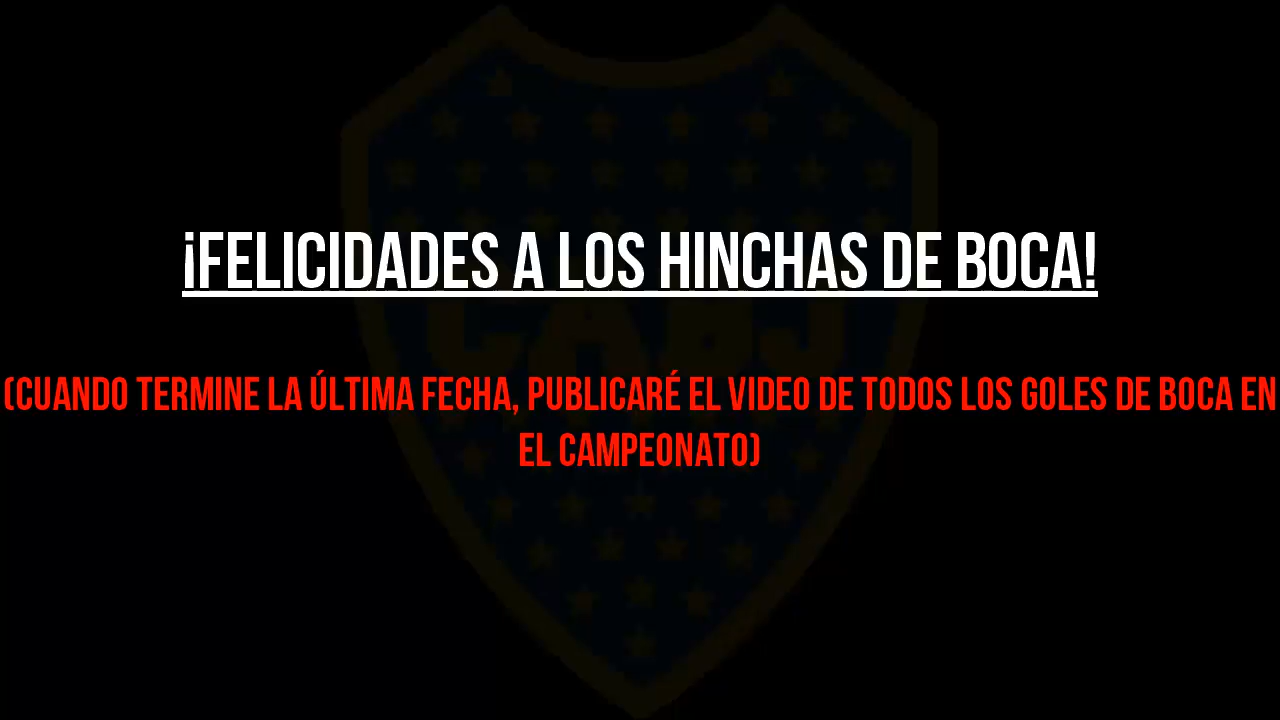 ¡FELICIDADES A LOS HINCHAS DE BOCA!
CABJ
(CUANDO TERMINE LA ÚLTIMA FECHA, PUBLICARÉ EL VIDEO DE TODOS LOS GOLES DE BOCA EN
EL CAMPEONATO)